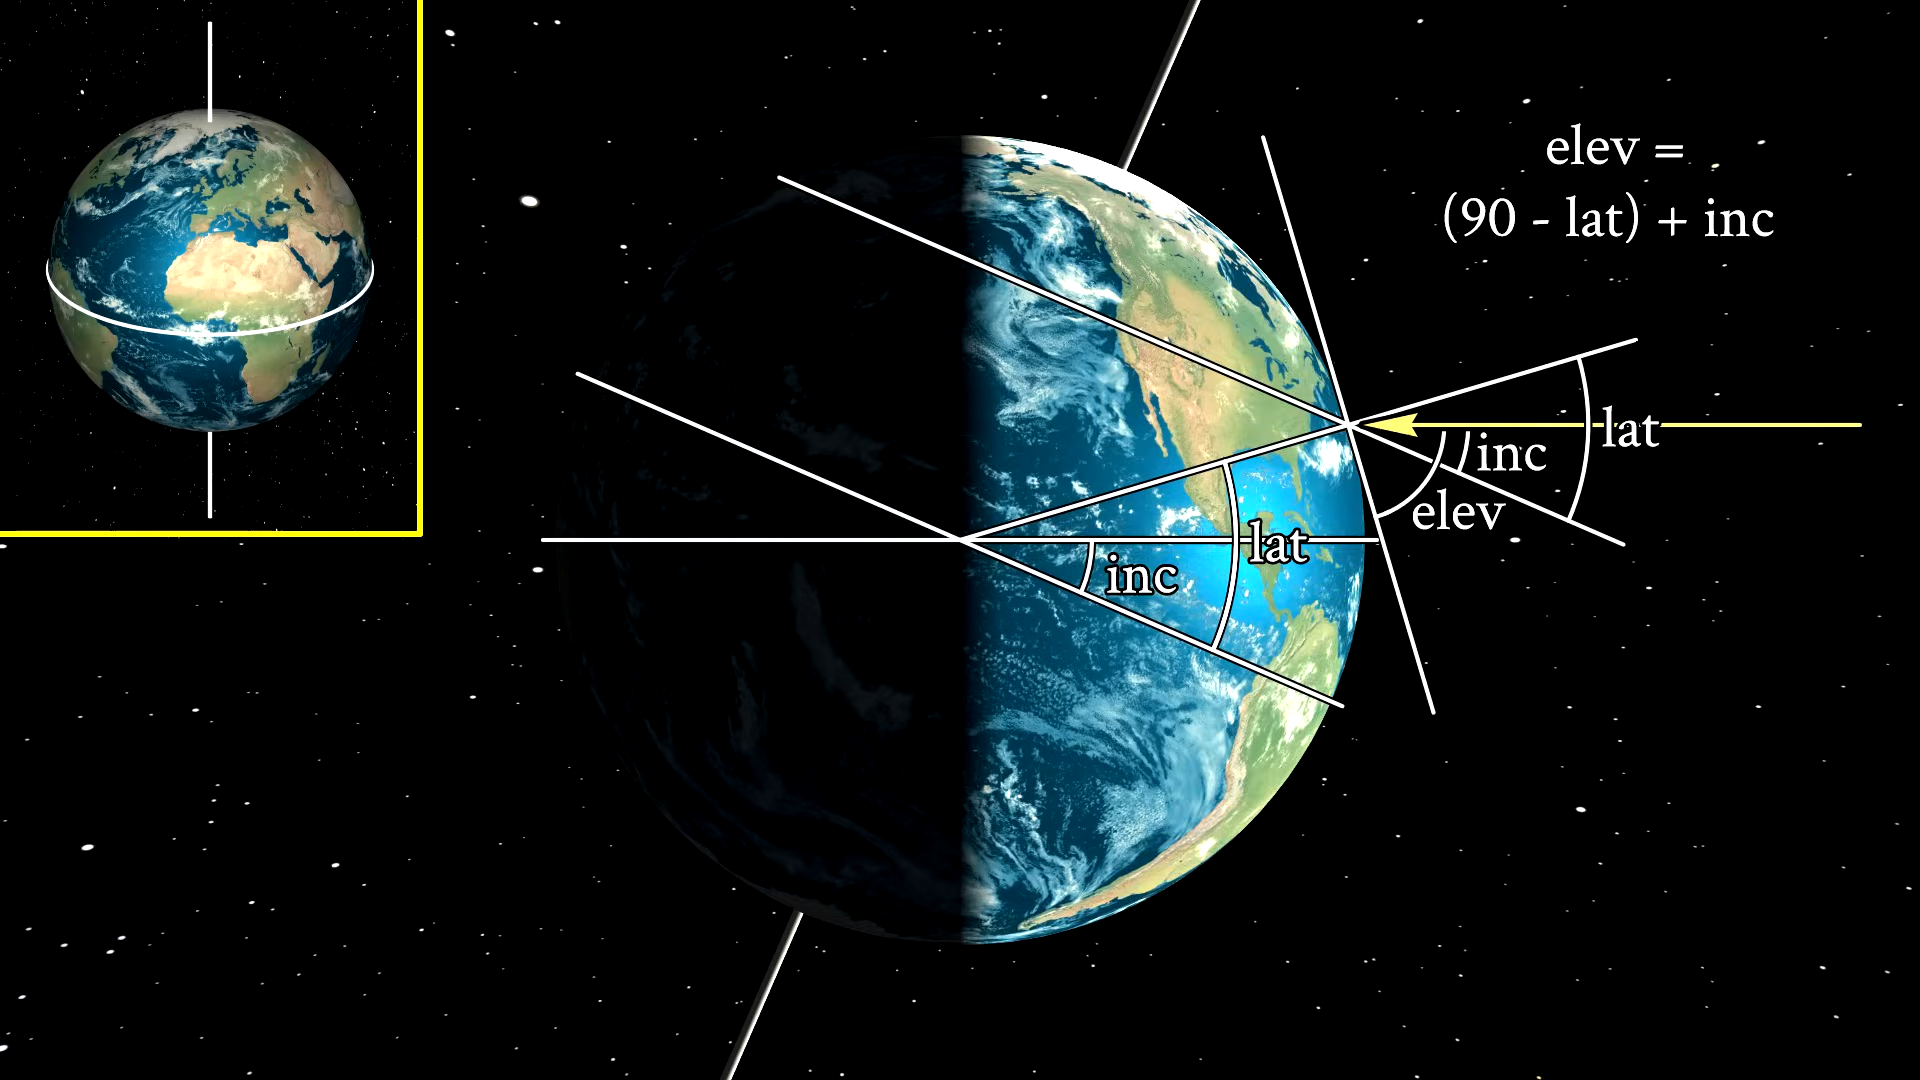 elev =
(90 - lat) + inc
lat
inc
elev
lat
inc